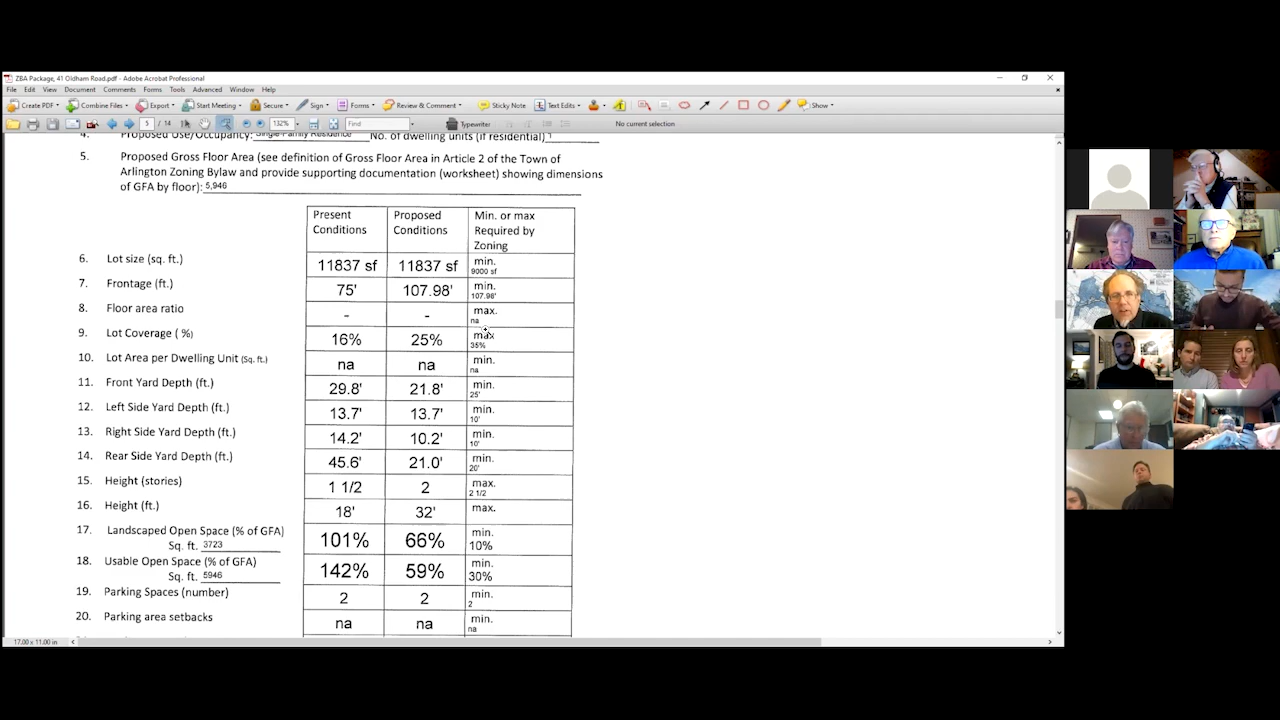 ZBA Package, 41 Oldham Road.pdf - Adobe Acrobat Professional
File Edit View Document Comments Forms Tools Advanced Window Help
Create PDF Combine Files Export Start Meeting Secure Sign Forms Review & Comment Sticky Note Text Edits Show
5 / 14 132% Find Typewriter No current selection
4. Proposed Use/Occupancy: Single-Family Residence No. of dwelling units (if residential) 1
5. Proposed Gross Floor Area (see definition of Gross Floor Area in Article 2 of the Town of
Arlington Zoning Bylaw and provide supporting documentation (worksheet) showing dimensions
of GFA by floor): 5,946
Present Conditions Proposed Conditions Min. or max Required by Zoning
6. Lot size (sq. ft.) 11837 sf 11837 sf min. 9000 sf
7. Frontage (ft.) 75' 107.98' min. 107.98'
8. Floor area ratio - - max. na
9. Lot Coverage ( %) 16% 25% max 35%
10. Lot Area per Dwelling Unit (Sq. ft.) na na min. na
11. Front Yard Depth (ft.) 29.8' 21.8' min. 25'
12. Left Side Yard Depth (ft.) 13.7' 13.7' min. 10'
13. Right Side Yard Depth (ft.) 14.2' 10.2' min. 10'
14. Rear Side Yard Depth (ft.) 45.6' 21.0' min. 20'
15. Height (stories) 1 1/2 2 max. 2 1/2
16. Height (ft.) 18' 32' max.
17. Landscaped Open Space (% of GFA)
Sq. ft. 3723 101% 66% min. 10%
18. Usable Open Space (% of GFA)
Sq. ft. 5946 142% 59% min. 30%
19. Parking Spaces (number) 2 2 min. 2
20. Parking area setbacks na na min. na
17.00 x 11.00 in